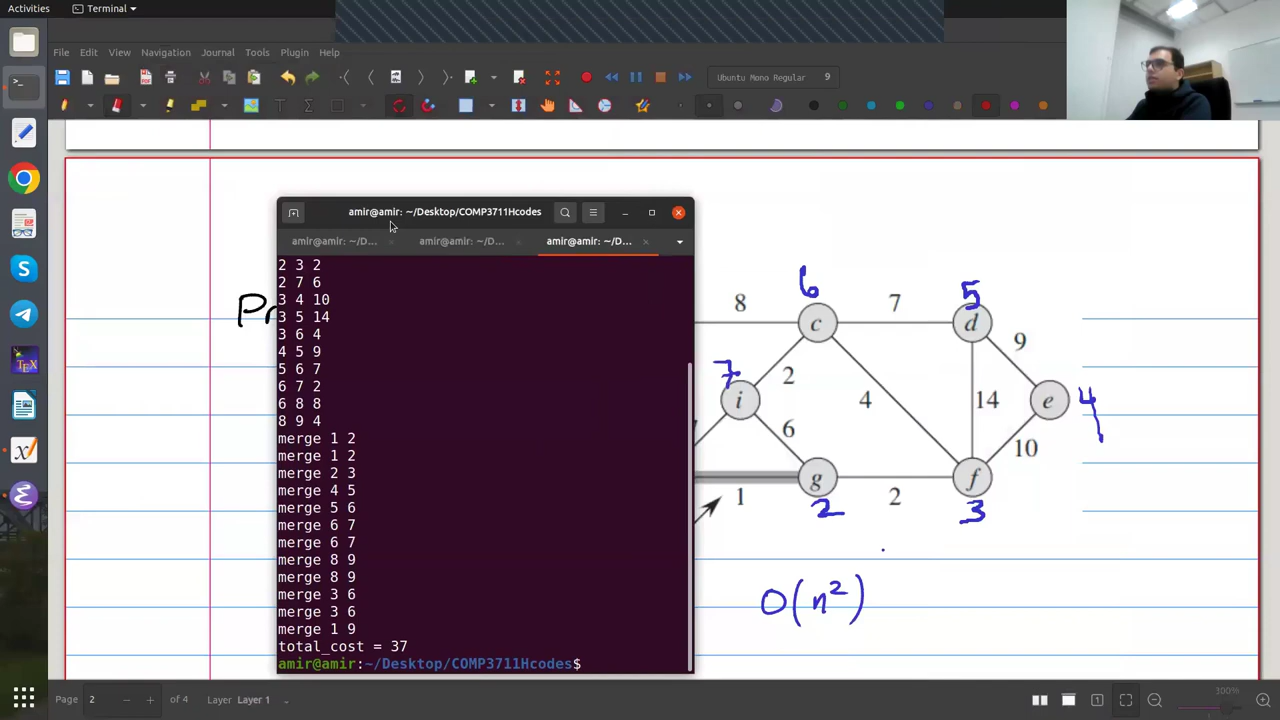 Activities
Terminal
File Edit View Navigation Journal Tools Plugin Help
Ubuntu Mono Regular 9
amir@amir: ~/Desktop/COMP3711Hcodes
amir@amir: ~/D... amir@amir: ~/D... amir@amir: ~/D...
2 3 2
2 7 6
3 4 10
3 5 14
3 6 4
4 5 9
5 6 7
6 7 2
6 8 8
8 9 4
merge 1 2
merge 1 2
merge 2 3
merge 4 5
merge 5 6
merge 6 7
merge 6 7
merge 8 9
merge 8 9
merge 3 6
merge 3 6
merge 1 9
total_cost = 37
amir@amir:~/Desktop/COMP3711Hcodes$
Pr
6 5
8 c 7 d
9
7 2
i 4 14 e 4
6 10
g f
1 2 2 3
O(n²)
Page 2 of 4 Layer Layer 1 300%